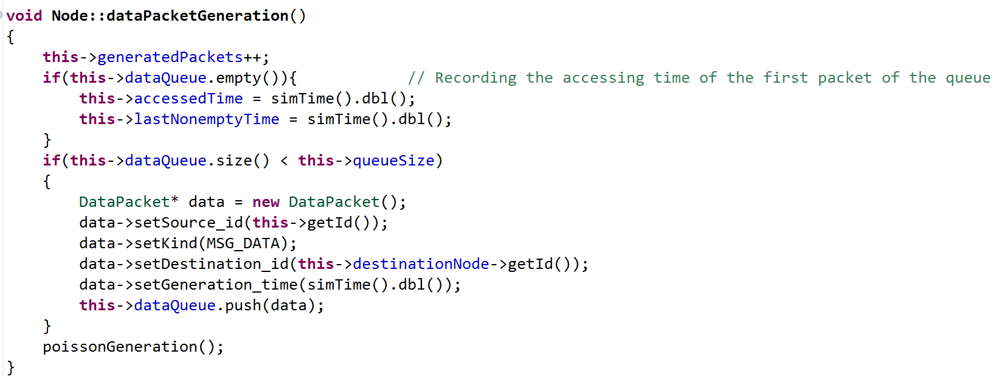 void Node::dataPacketGeneration()
{
    this->generatedPackets++;
    if(this->dataQueue.empty()){            // Recording the accessing time of the first packet of the queue
        this->accessedTime = simTime().dbl();
        this->lastNonemptyTime = simTime().dbl();
    }
    if(this->dataQueue.size() < this->queueSize)
    {
        DataPacket* data = new DataPacket();
        data->setSource_id(this->getId());
        data->setKind(MSG_DATA);
        data->setDestination_id(this->destinationNode->getId());
        data->setGeneration_time(simTime().dbl());
        this->dataQueue.push(data);
    }
    poissonGeneration();
}